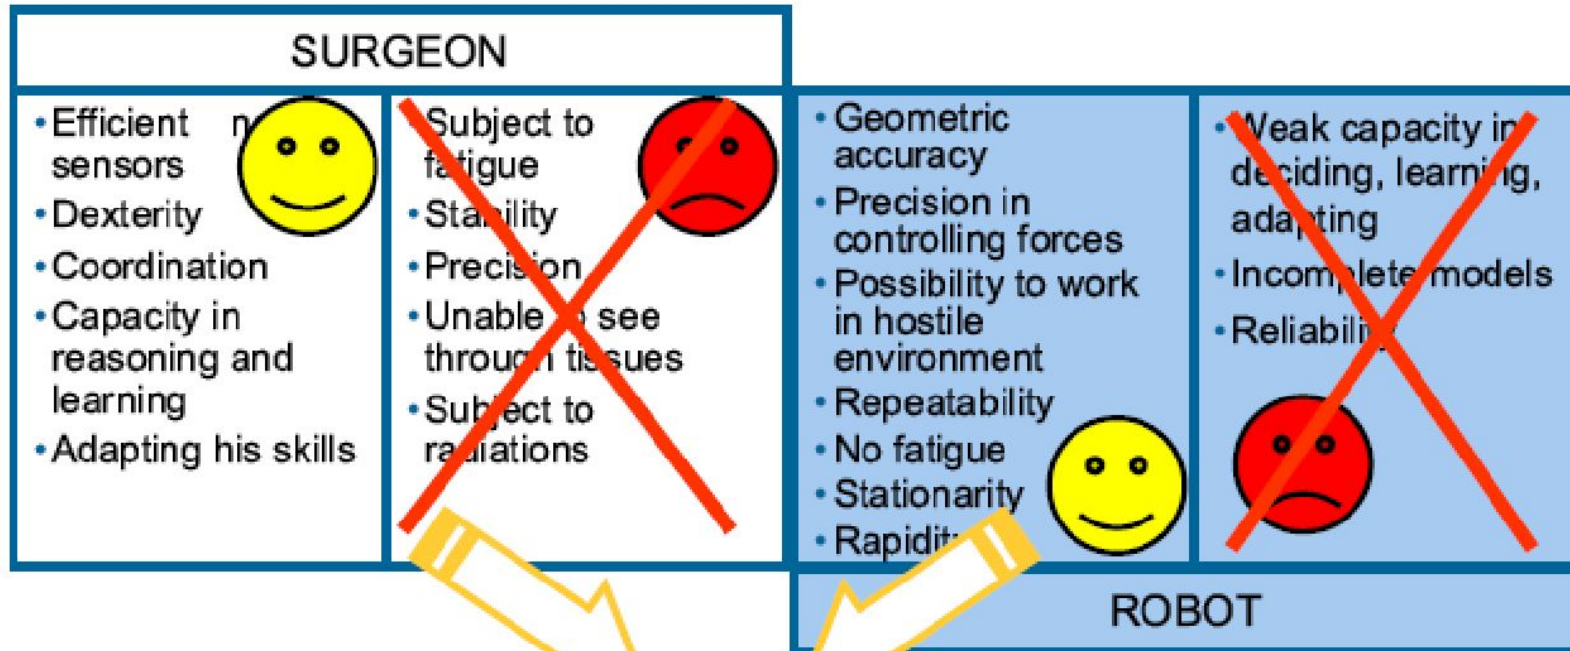 SURGEON
• Efficient
sensors
• Dexterity
• Coordination
• Capacity in
reasoning and
learning
• Adapting his skills
• Subject to
fatigue
• Stability
• Precision
• Unable to see
through tissues
• Subject to
radiations
• Geometric
accuracy
• Precision in
controlling forces
• Possibility to work
in hostile
environment
• Repeatability
• No fatigue
• Stationarity
• Rapidity
• Weak capacity in
deciding, learning,
adapting
• Incomplete models
• Reliability
ROBOT